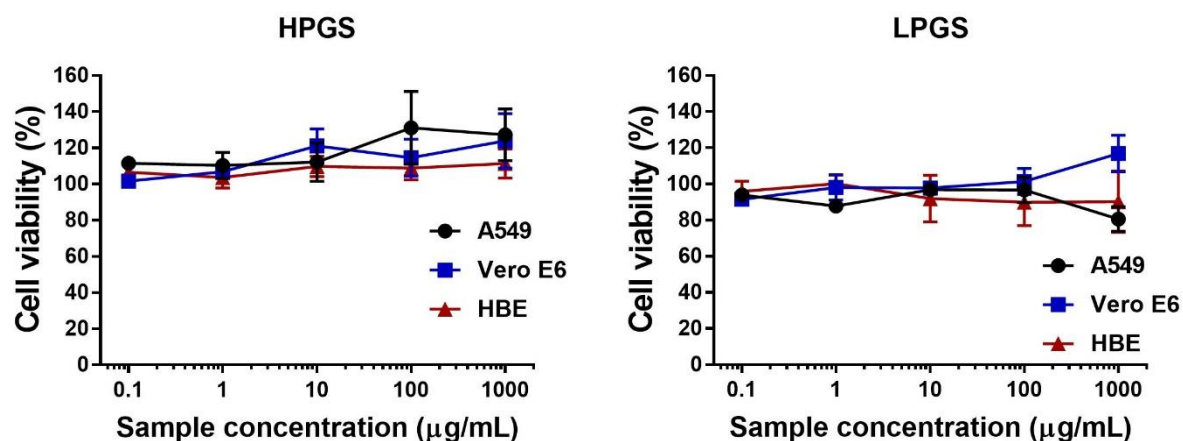 HPGS
Cell viability (%)
160
140
120
100
80
60
40
20
0
A549
Vero E6
HBE
0.1 1 10 100 1000
Sample concentration (μg/mL)
LPGS
Cell viability (%)
160
140
120
100
80
60
40
20
0
A549
Vero E6
HBE
0.1 1 10 100 1000
Sample concentration (μg/mL)